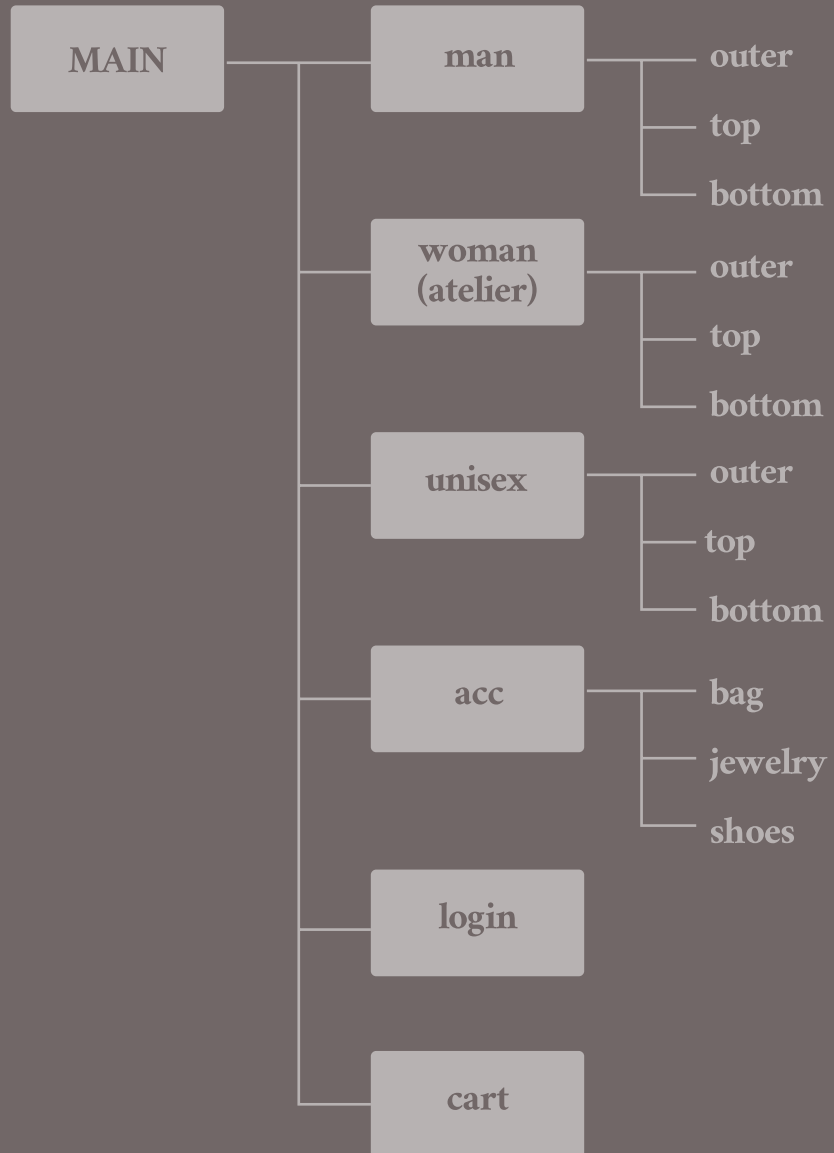 MAIN
man
outer
top
bottom
woman
(atelier)
outer
top
bottom
unisex
outer
top
bottom
acc
bag
jewelry
shoes
login
cart